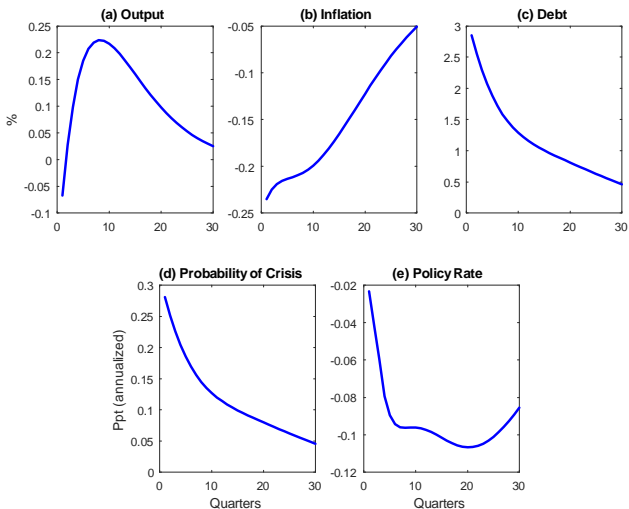 (a) Output
(b) Inflation
(c) Debt
%
0.25
0.2
0.15
0.1
0.05
0
-0.05
-0.1
0 10 20 30
-0.05
-0.1
-0.15
-0.2
-0.25
0 10 20 30
3
2.5
2
1.5
1
0.5
0
0 10 20 30
(d) Probability of Crisis
(e) Policy Rate
Ppt (annualized)
0.3
0.25
0.2
0.15
0.1
0.05
0
0 10 20 30
Quarters
-0.02
-0.04
-0.06
-0.08
-0.1
-0.12
0 10 20 30
Quarters